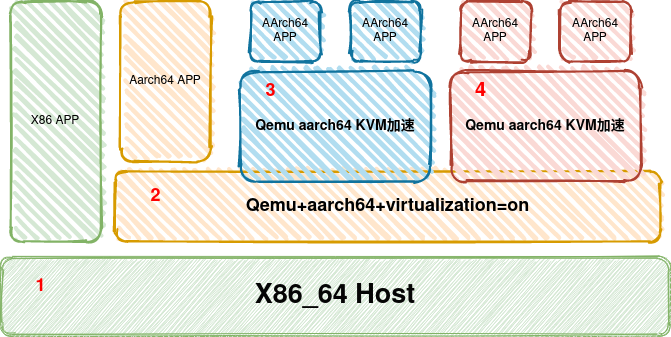 AArch64
APP
AArch64
APP
AArch64
APP
AArch64
APP
Aarch64 APP
X86 APP
3
Qemu aarch64 KVM加速
4
Qemu aarch64 KVM加速
2
Qemu+aarch64+virtualization=on
1
X86_64 Host